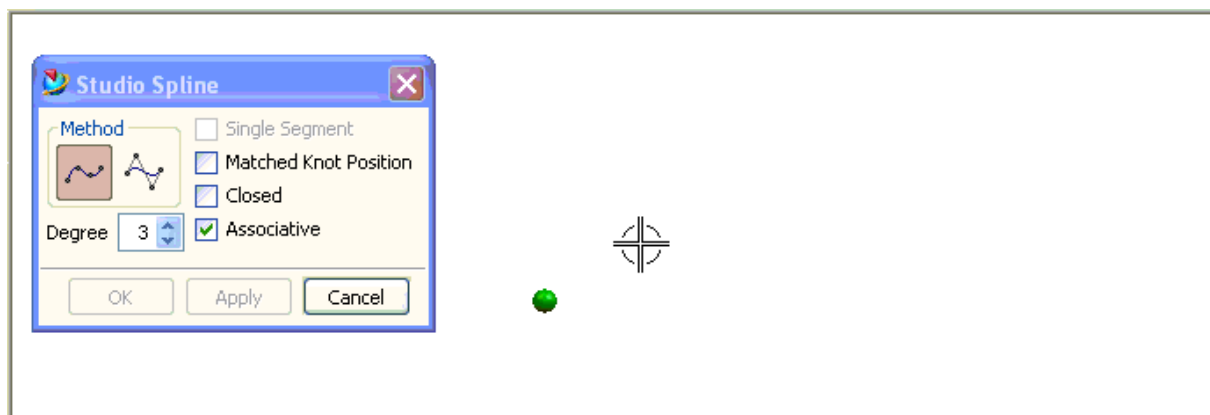 Studio Spline
Method
Single Segment
Matched Knot Position
Closed
Degree 3
Associative
OK Apply Cancel